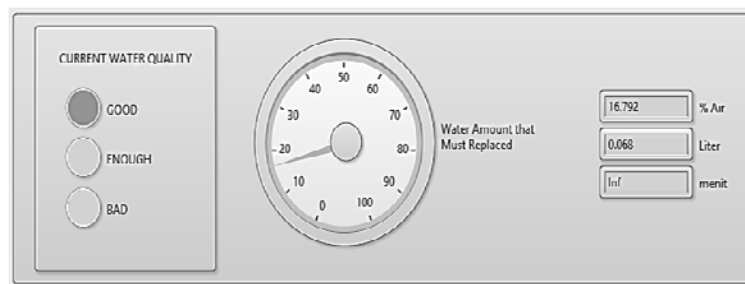 CURRENT WATER QUALITY
GOOD
ENOUGH
BAD
0
10
20
30
40
50
60
70
80
90
100
Water Amount that
Must Replaced
16.792 % Air
0.068 Liter
Inf menit